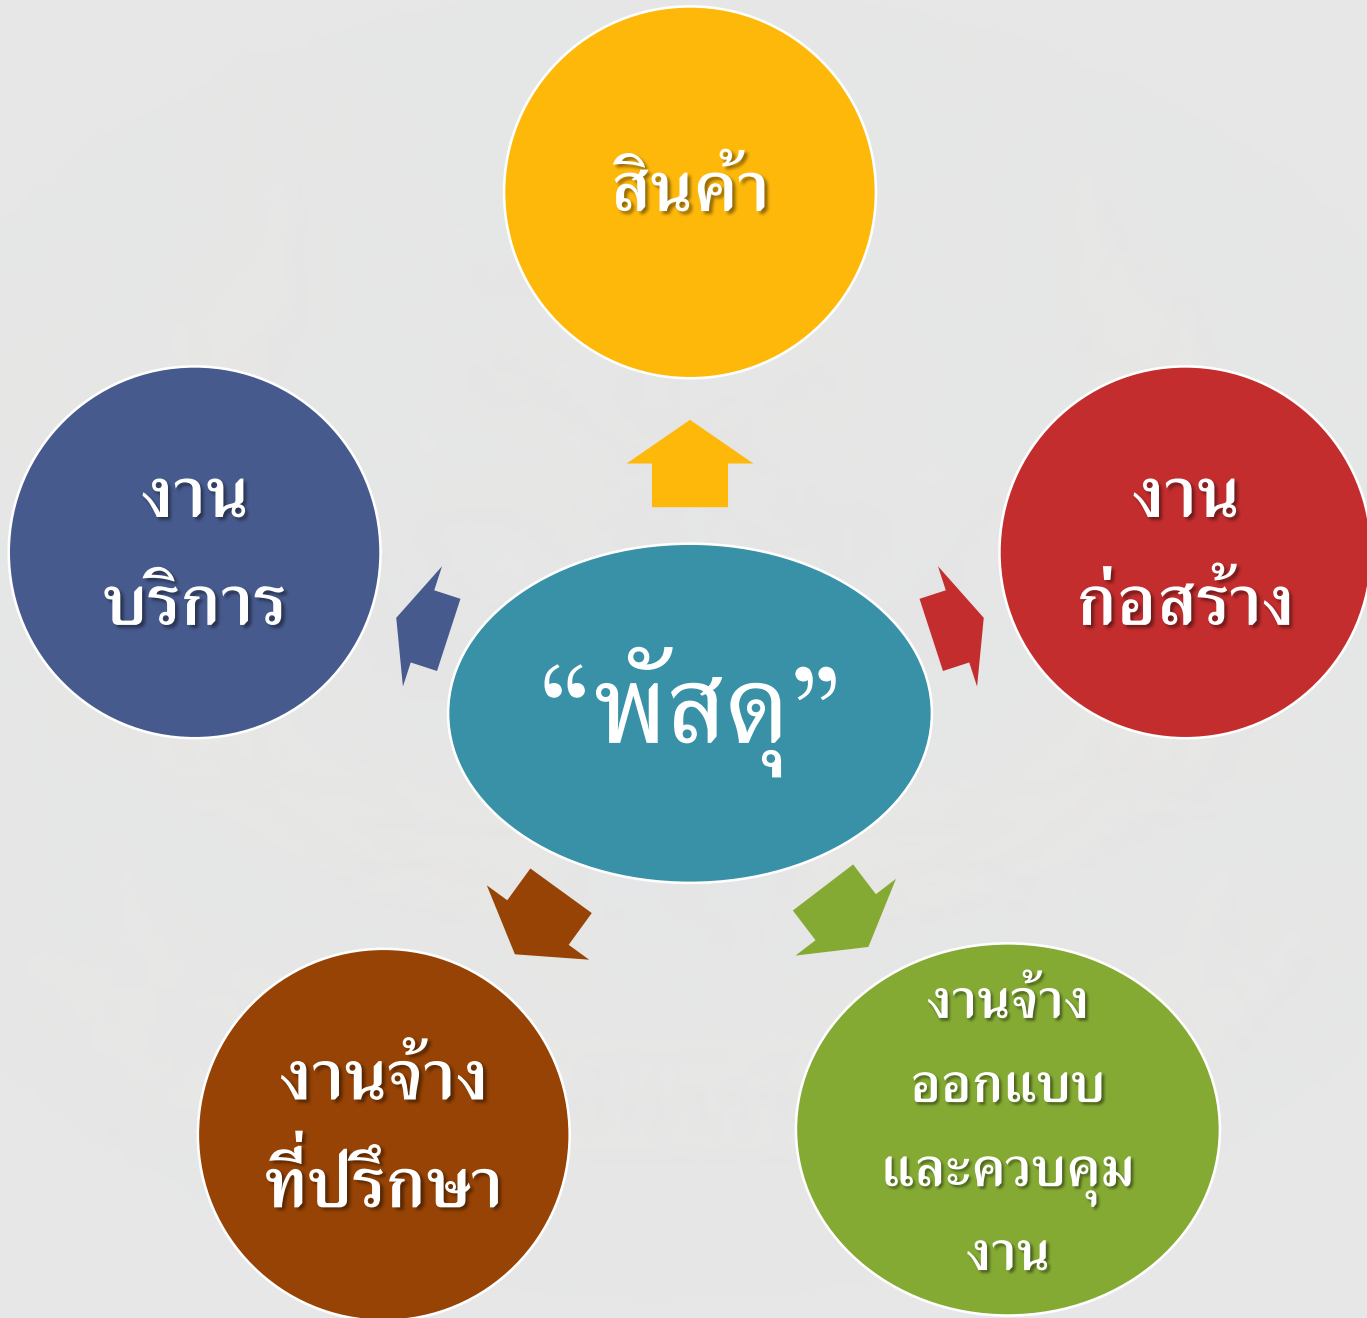 สินค้า
งาน
บริการ
งาน
ก่อสร้าง
“พัสดุ”
งานจ้าง
ที่ปรึกษา
งานจ้าง
ออกแบบ
และควบคุม
งาน